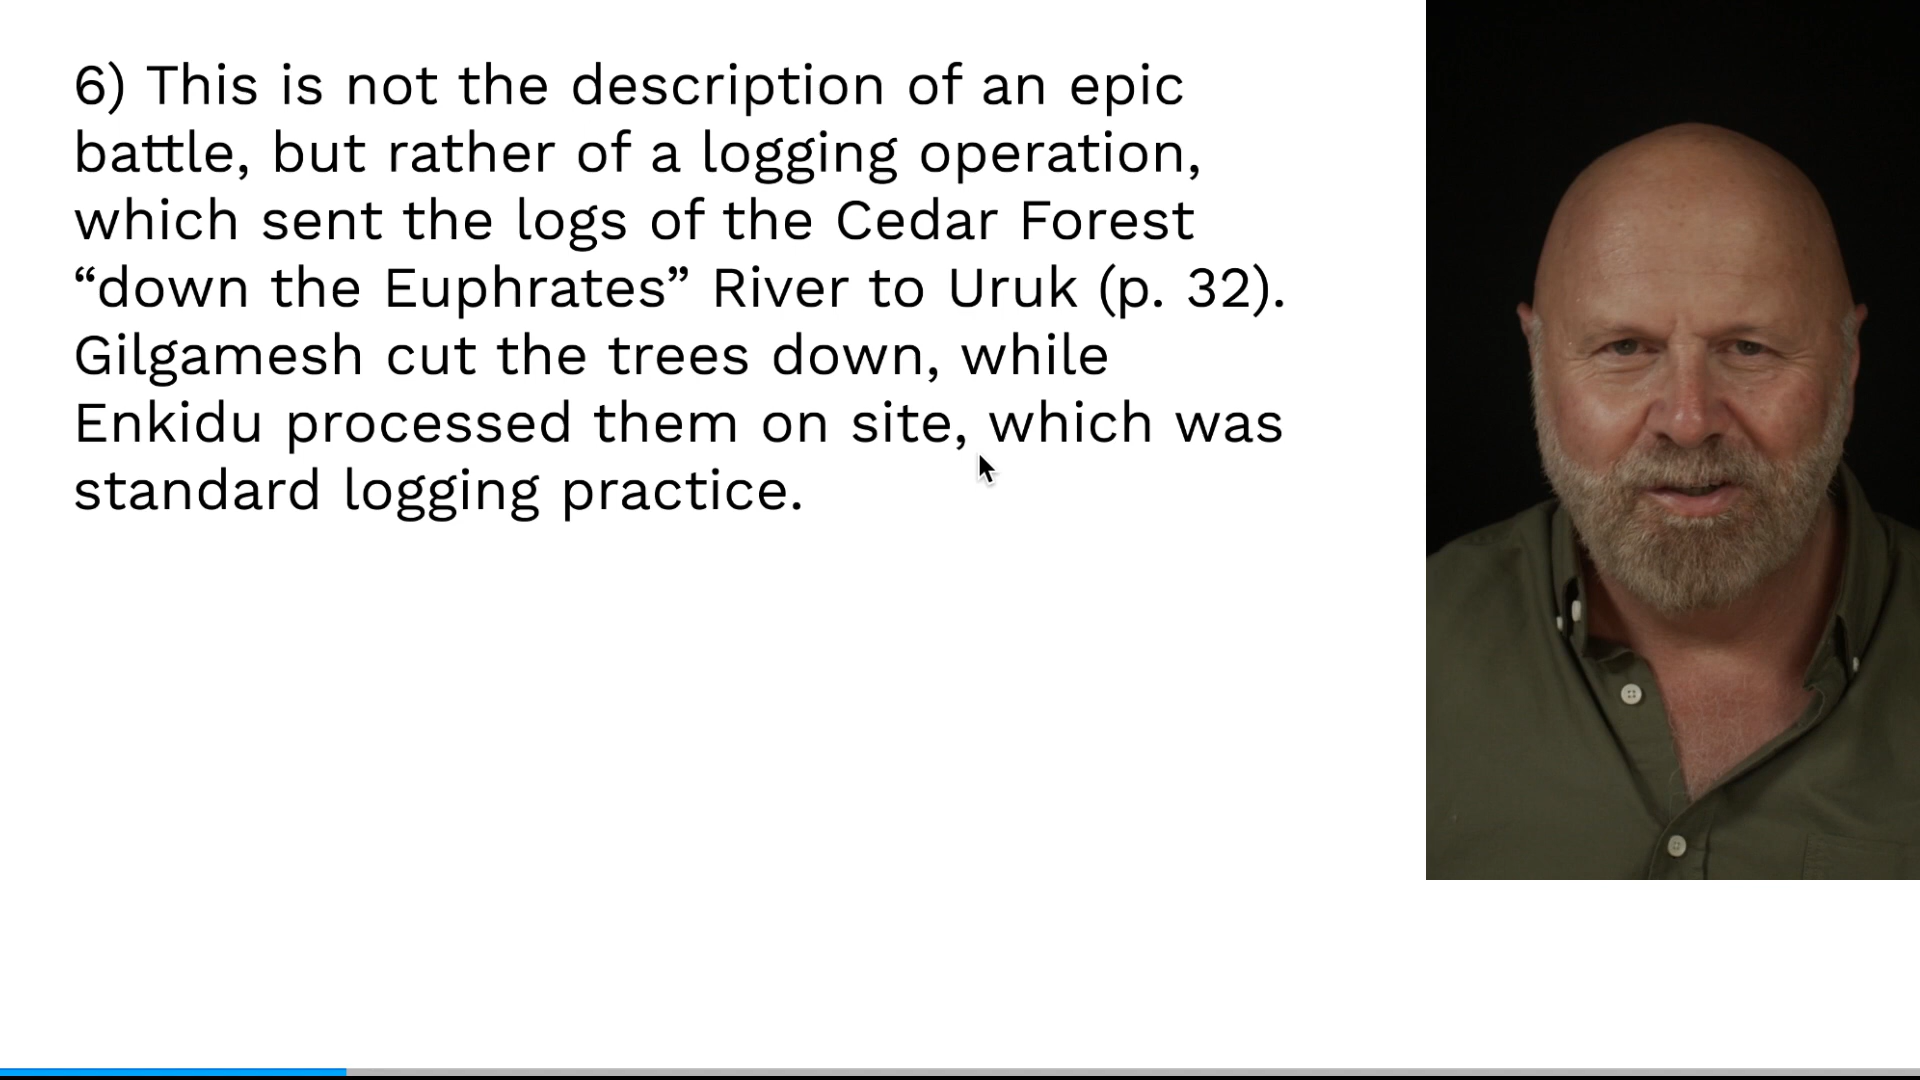 6) This is not the description of an epic
battle, but rather of a logging operation,
which sent the logs of the Cedar Forest
“down the Euphrates” River to Uruk (p. 32).
Gilgamesh cut the trees down, while
Enkidu processed them on site, which was
standard logging practice.